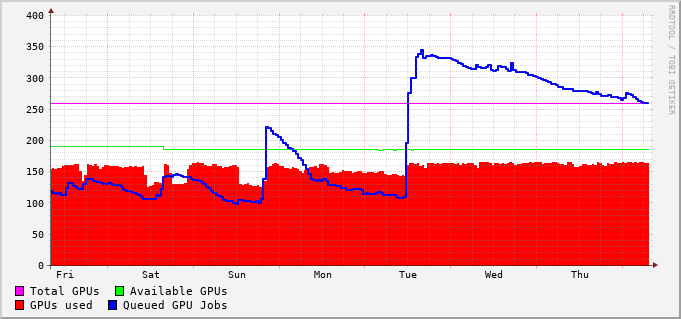 400
350
300
250
200
150
100
50
0
Fri Sat Sun Mon Tue Wed Thu
Total GPUs Available GPUs
GPUs used Queued GPU Jobs
RRDTOOL / TOBI OETIKER